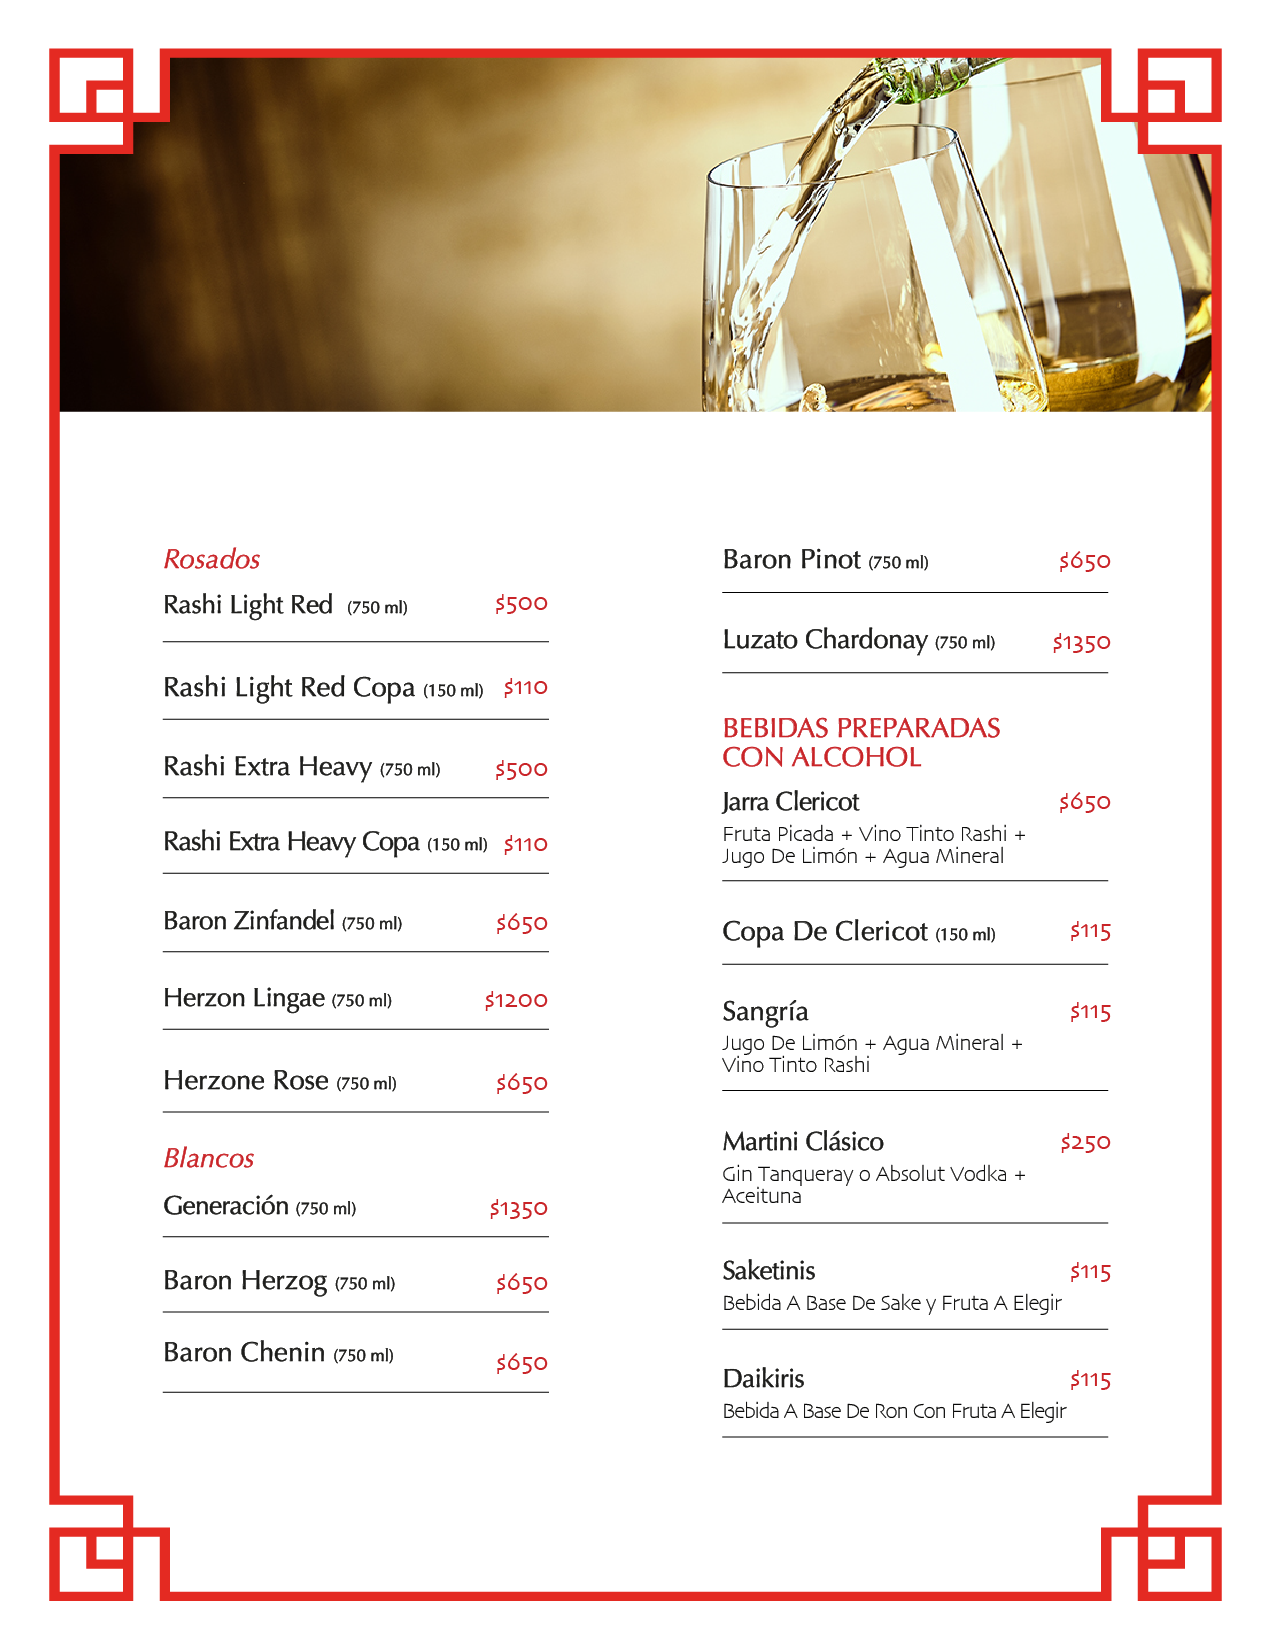 Rosados
Rashi Light Red (750 ml) $500
Rashi Light Red Copa (150 ml) $110
Rashi Extra Heavy (750 ml) $500
Rashi Extra Heavy Copa (150 ml) $110
Baron Zinfandel (750 ml) $650
Herzon Lingae (750 ml) $1200
Herzone Rose (750 ml) $650
Blancos
Generación (750 ml) $1350
Baron Herzog (750 ml) $650
Baron Chenin (750 ml) $650
Baron Pinot (750 ml) $650
Luzato Chardonay (750 ml) $1350
BEBIDAS PREPARADAS
CON ALCOHOL
Jarra Clericot $650
Fruta Picada + Vino Tinto Rashi +
Jugo De Limón + Agua Mineral
Copa De Clericot (150 ml) $115
Sangría $115
Jugo De Limón + Agua Mineral +
Vino Tinto Rashi
Martini Clásico $250
Gin Tanqueray o Absolut Vodka +
Aceituna
Saketinis $115
Bebida A Base De Sake y Fruta A Elegir
Daikiris $115
Bebida A Base De Ron Con Fruta A Elegir